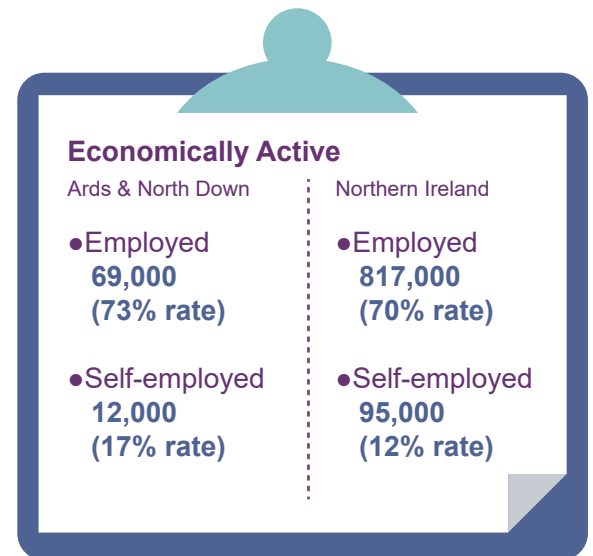 Economically Active
Ards & North Down
●Employed
69,000
(73% rate)
●Self-employed
12,000
(17% rate)
Northern Ireland
●Employed
817,000
(70% rate)
●Self-employed
95,000
(12% rate)